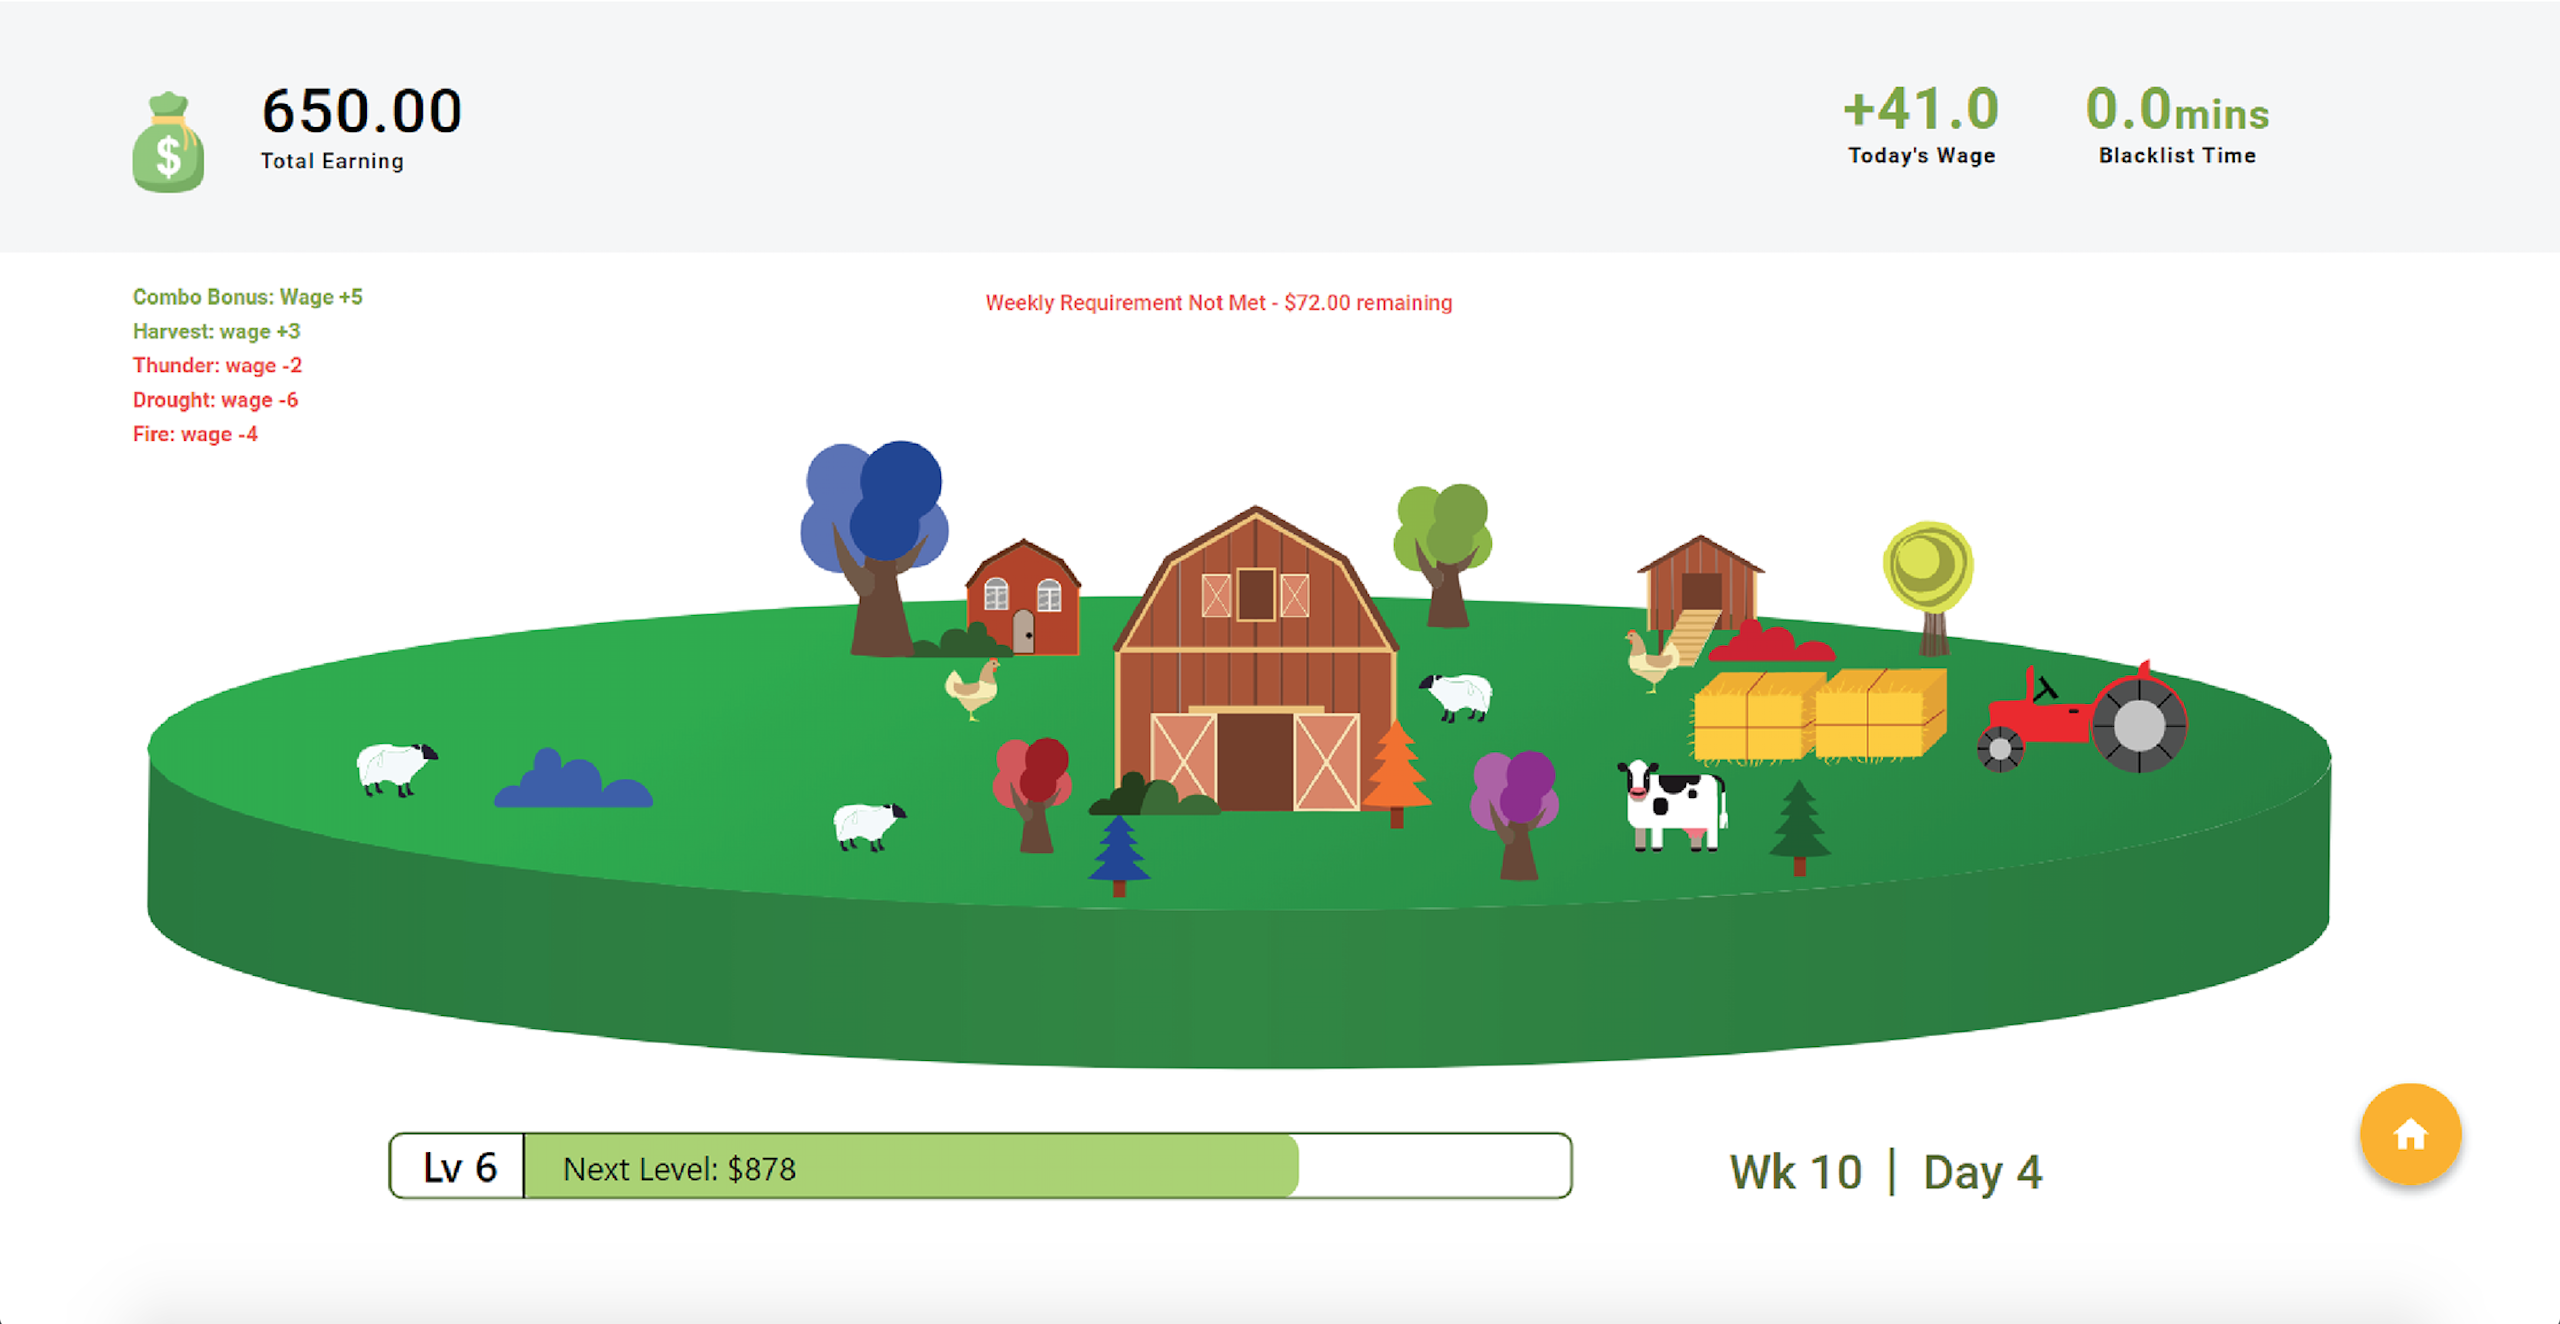 $
650.00
Total Earning
+41.0
Today's Wage
0.0mins
Blacklist Time
Combo Bonus: Wage +5
Harvest: wage +3
Thunder: wage -2
Drought: wage -6
Fire: wage -4
Weekly Requirement Not Met - $72.00 remaining
Lv 6
Next Level: $878
Wk 10 | Day 4